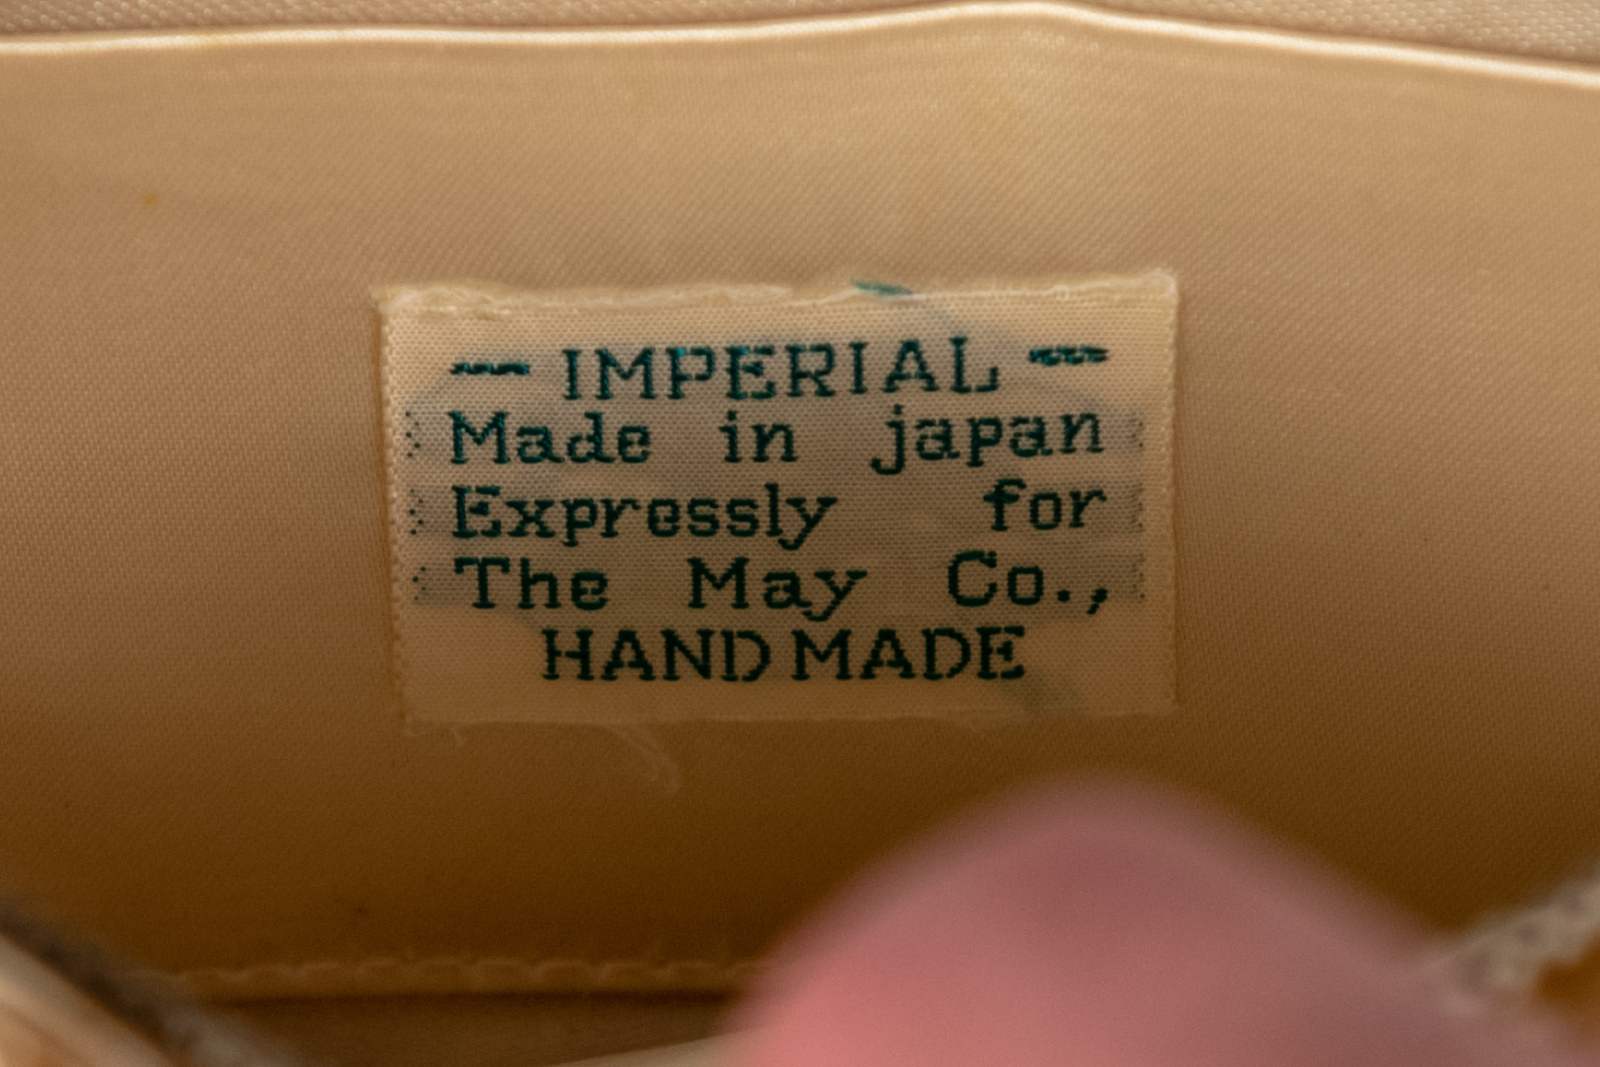 — IMPERIAL —
Made in japan
Expressly for
The May Co.,
HAND MADE